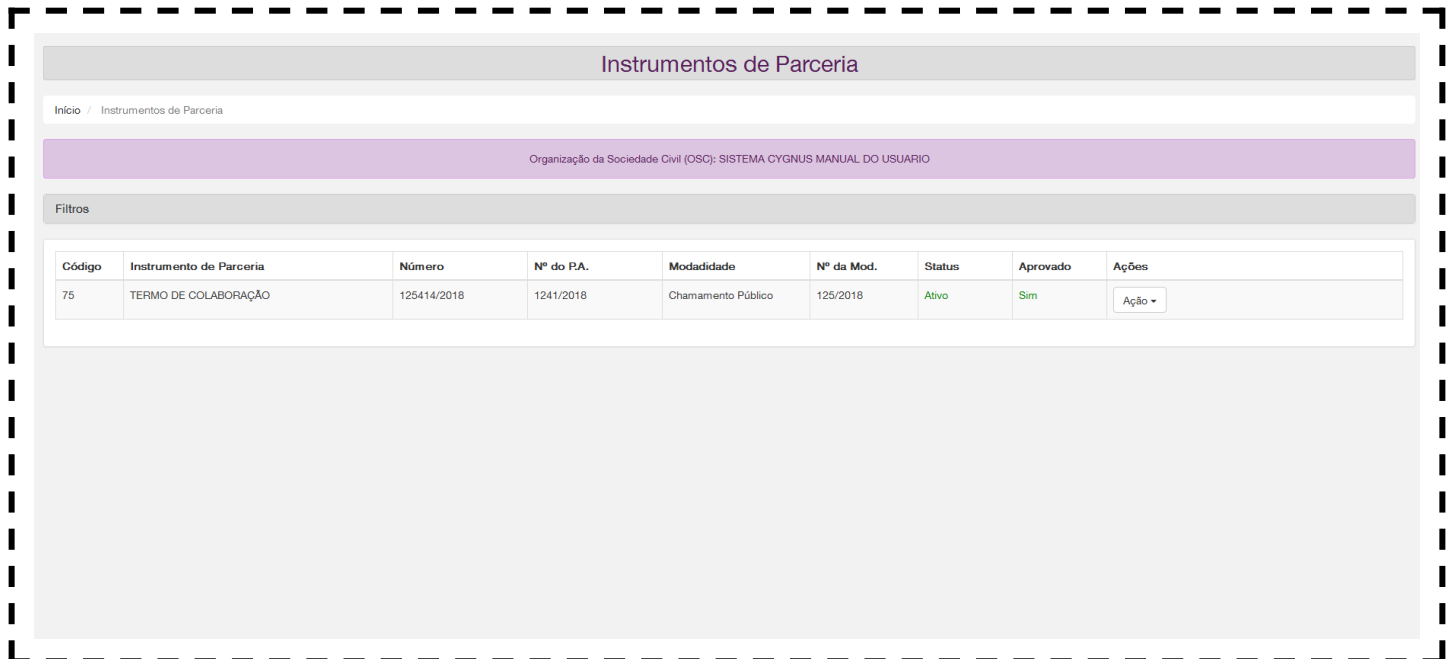 Instrumentos de Parceria
Início / Instrumentos de Parceria
Organização da Sociedade Civil (OSC): SISTEMA CYGNUS MANUAL DO USUARIO
Filtros
Código Instrumento de Parceria Número Nº do P.A. Modadidade Nº da Mod. Status Aprovado Ações
75 TERMO DE COLABORAÇÃO 125414/2018 1241/2018 Chamamento Público 125/2018 Ativo Sim Ação